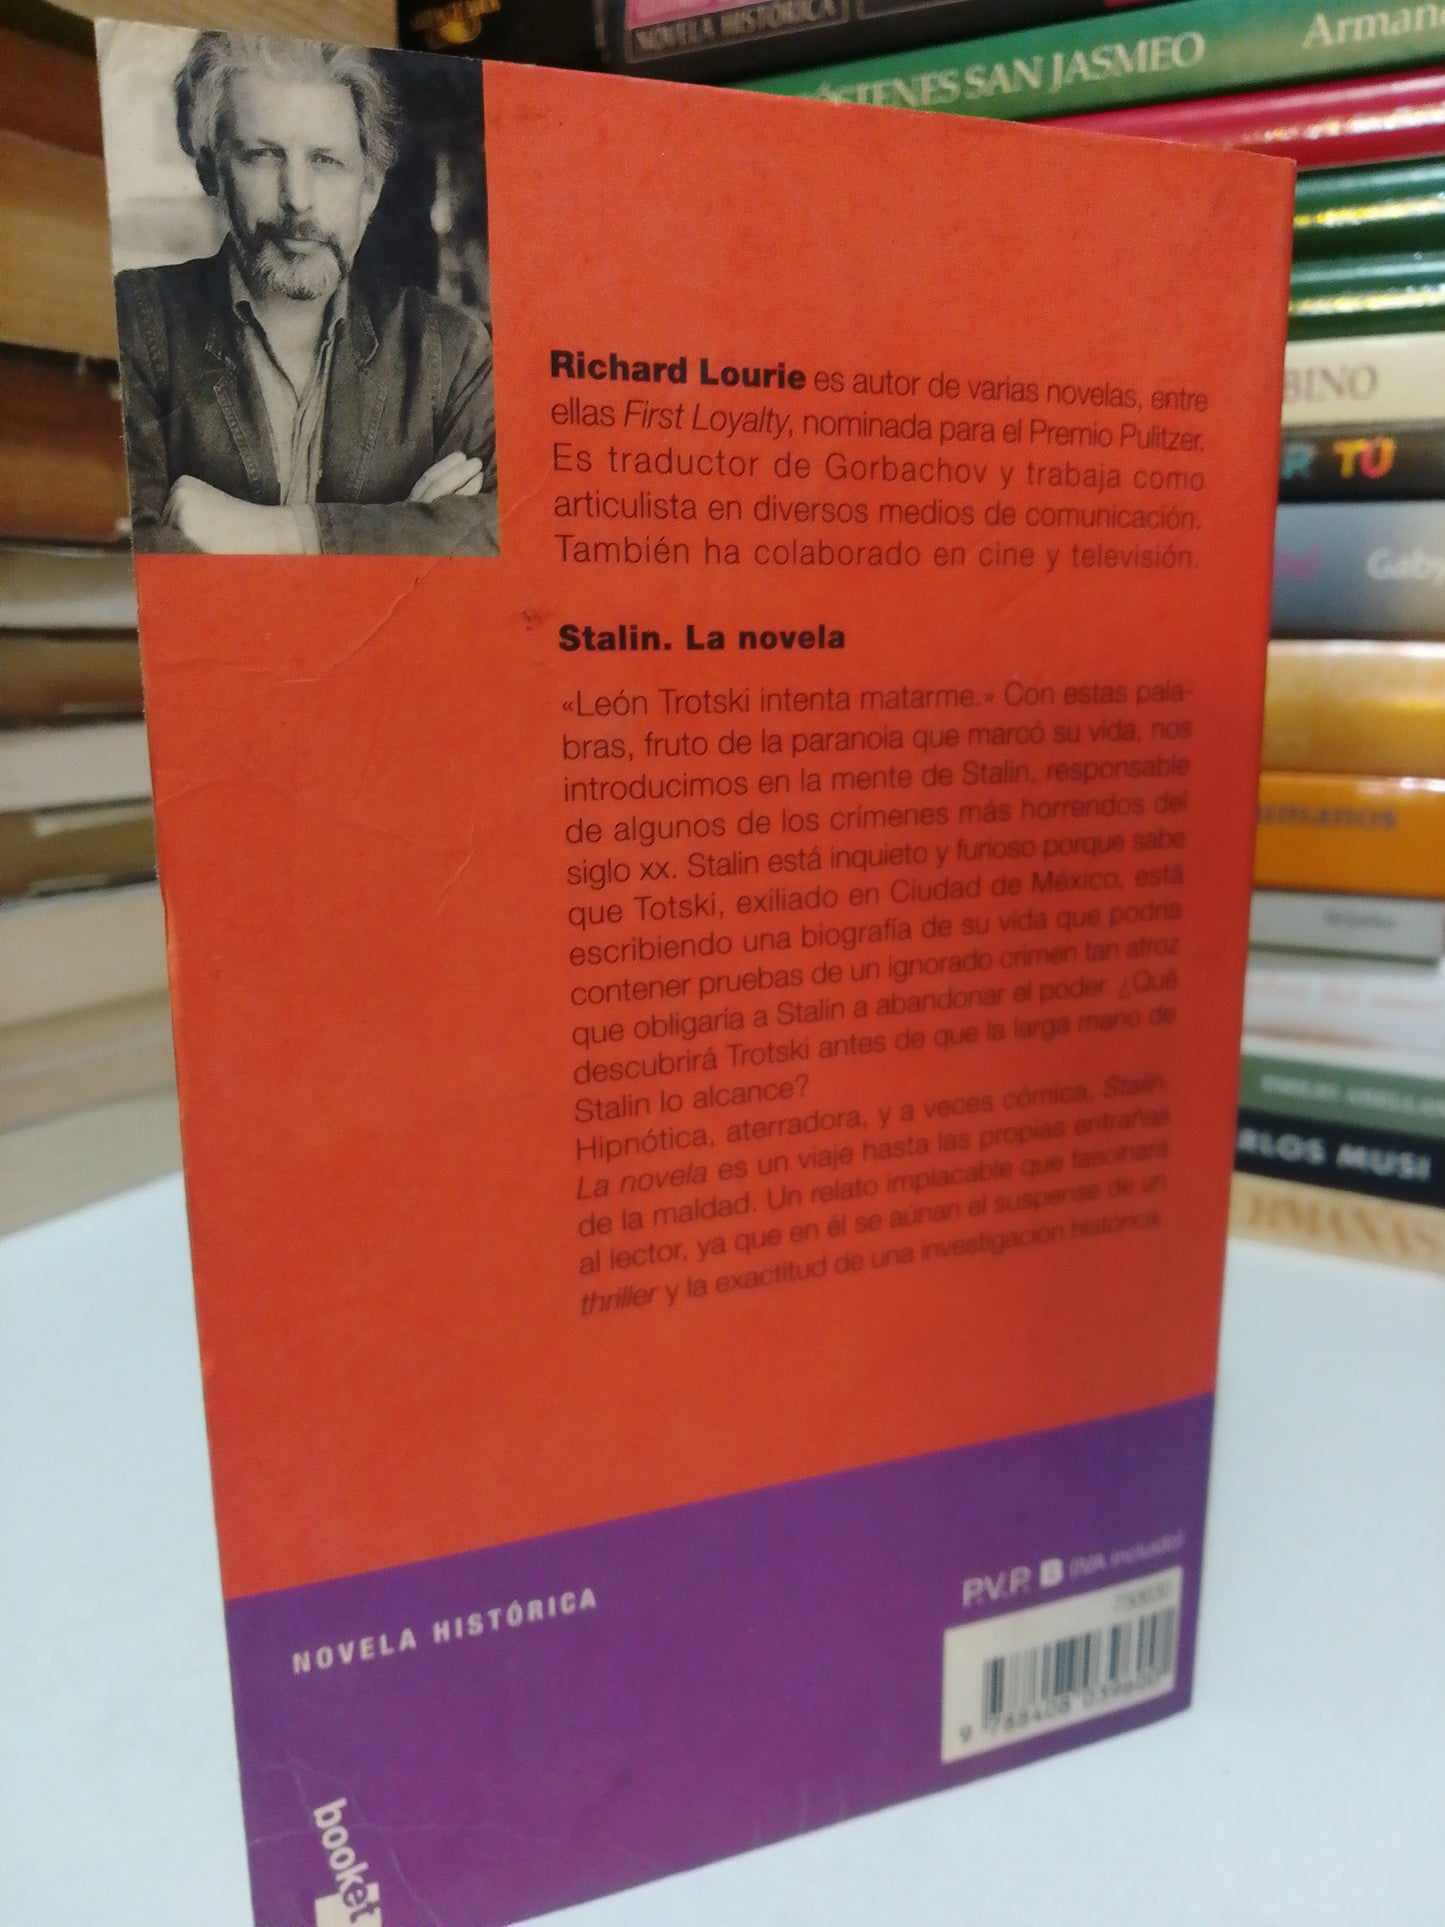 NOVELA HISTÓRICA
SAN JASMEO
BINO
R TÚ
Gaby
umanos
RLOS MUSI
Richard Lourie es autor de varias novelas, entre
ellas First Loyalty, nominada para el Premio Pulitzer.
Es traductor de Gorbachov y trabaja como
articulista en diversos medios de comunicación.
También ha colaborado en cine y televisión.
Stalin. La novela
«León Trotski intenta matarme.» Con estas pala-
bras, fruto de la paranoia que marcó su vida, nos
introducimos en la mente de Stalin, responsable
de algunos de los crímenes más horrendos del
siglo XX. Stalin está inquieto y furioso porque sabe
que Totski, exiliado en Ciudad de México, está
escribiendo una biografía de su vida que podría
contener pruebas de un ignorado crimen tan atroz
que obligaría a Stalin a abandonar el poder. ¿Qué
descubrirá Trotski antes de que la larga mano de
Stalin lo alcance?
Hipnótica, aterradora, y a veces cómica, Stalin.
La novela es un viaje hasta las propias entrañas
de la maldad. Un relato implacable que fascinará
al lector, ya que en él se aúnan el suspense de un
thriller y la exactitud de una investigación histórica.
NOVELA HISTÓRICA
P.V.P. B (IVA incluido)
9 788408 039600
booket